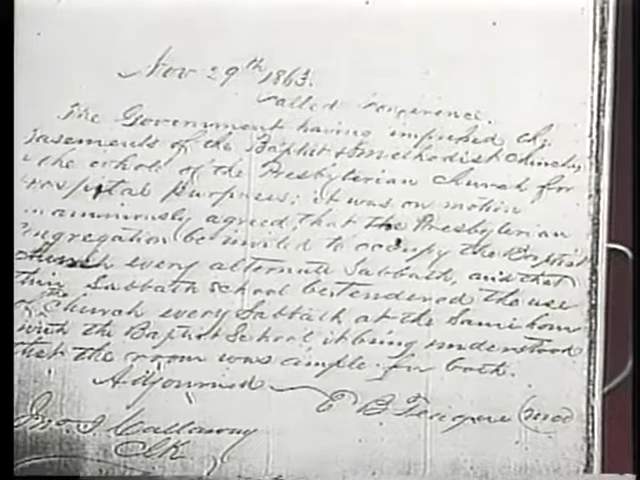 Nov 29th 1863.
Called Conference.
The Government having impressed the
basements of the Baptist & Methodist Churches
& the whole of the Presbyterian Church for
hospital purposes; it was on motion
unanimously agreed, that the Presbyterian
Congregation be invited to occupy the Baptist
Church every alternate Sabbath, and that
their Sabbath School be tendered the use
of the Church every Sabbath at the same hour
with the Baptist School it being understood
that the room was ample for both.
Adjourned
E B Teague (mod
Jno. J. Callaway
Clk